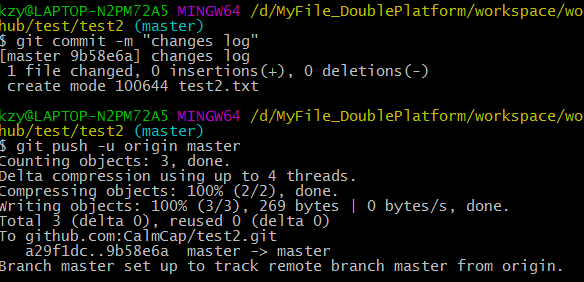 kzy@LAPTOP-N2PM72A5 MINGW64 /d/MyFile_DoublePlatform/workspace/wo
hub/test/test2 (master)
$ git commit -m "changes log"
[master 9b58e6a] changes log
 1 file changed, 0 insertions(+), 0 deletions(-)
 create mode 100644 test2.txt

kzy@LAPTOP-N2PM72A5 MINGW64 /d/MyFile_DoublePlatform/workspace/wo
hub/test/test2 (master)
$ git push -u origin master
Counting objects: 3, done.
Delta compression using up to 4 threads.
Compressing objects: 100% (2/2), done.
Writing objects: 100% (3/3), 269 bytes | 0 bytes/s, done.
Total 3 (delta 0), reused 0 (delta 0)
To github.com:CalmCap/test2.git
   a29f1dc..9b58e6a  master -> master
Branch master set up to track remote branch master from origin.